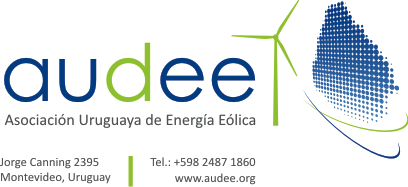 audee
Asociación Uruguaya de Energía Eólica
Jorge Canning 2395
Montevideo, Uruguay
Tel.: +598 2487 1860
www.audee.org